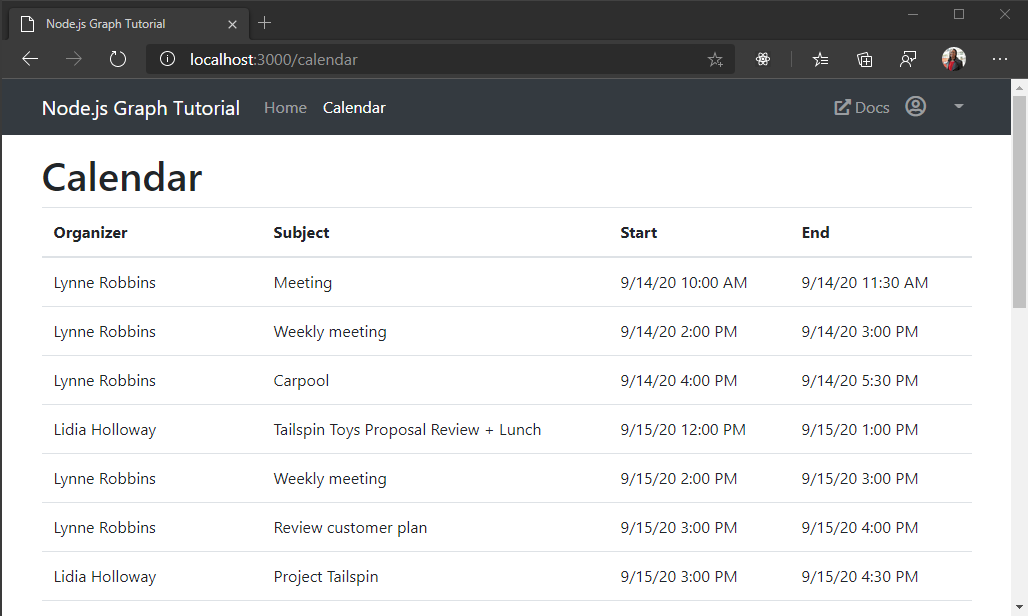 Node.js Graph Tutorial
localhost:3000/calendar
Node.js Graph Tutorial Home Calendar Docs
Calendar
Organizer Subject Start End
Lynne Robbins Meeting 9/14/20 10:00 AM 9/14/20 11:30 AM
Lynne Robbins Weekly meeting 9/14/20 2:00 PM 9/14/20 3:00 PM
Lynne Robbins Carpool 9/14/20 4:00 PM 9/14/20 5:30 PM
Lidia Holloway Tailspin Toys Proposal Review + Lunch 9/15/20 12:00 PM 9/15/20 1:00 PM
Lynne Robbins Weekly meeting 9/15/20 2:00 PM 9/15/20 3:00 PM
Lynne Robbins Review customer plan 9/15/20 3:00 PM 9/15/20 4:00 PM
Lidia Holloway Project Tailspin 9/15/20 3:00 PM 9/15/20 4:30 PM